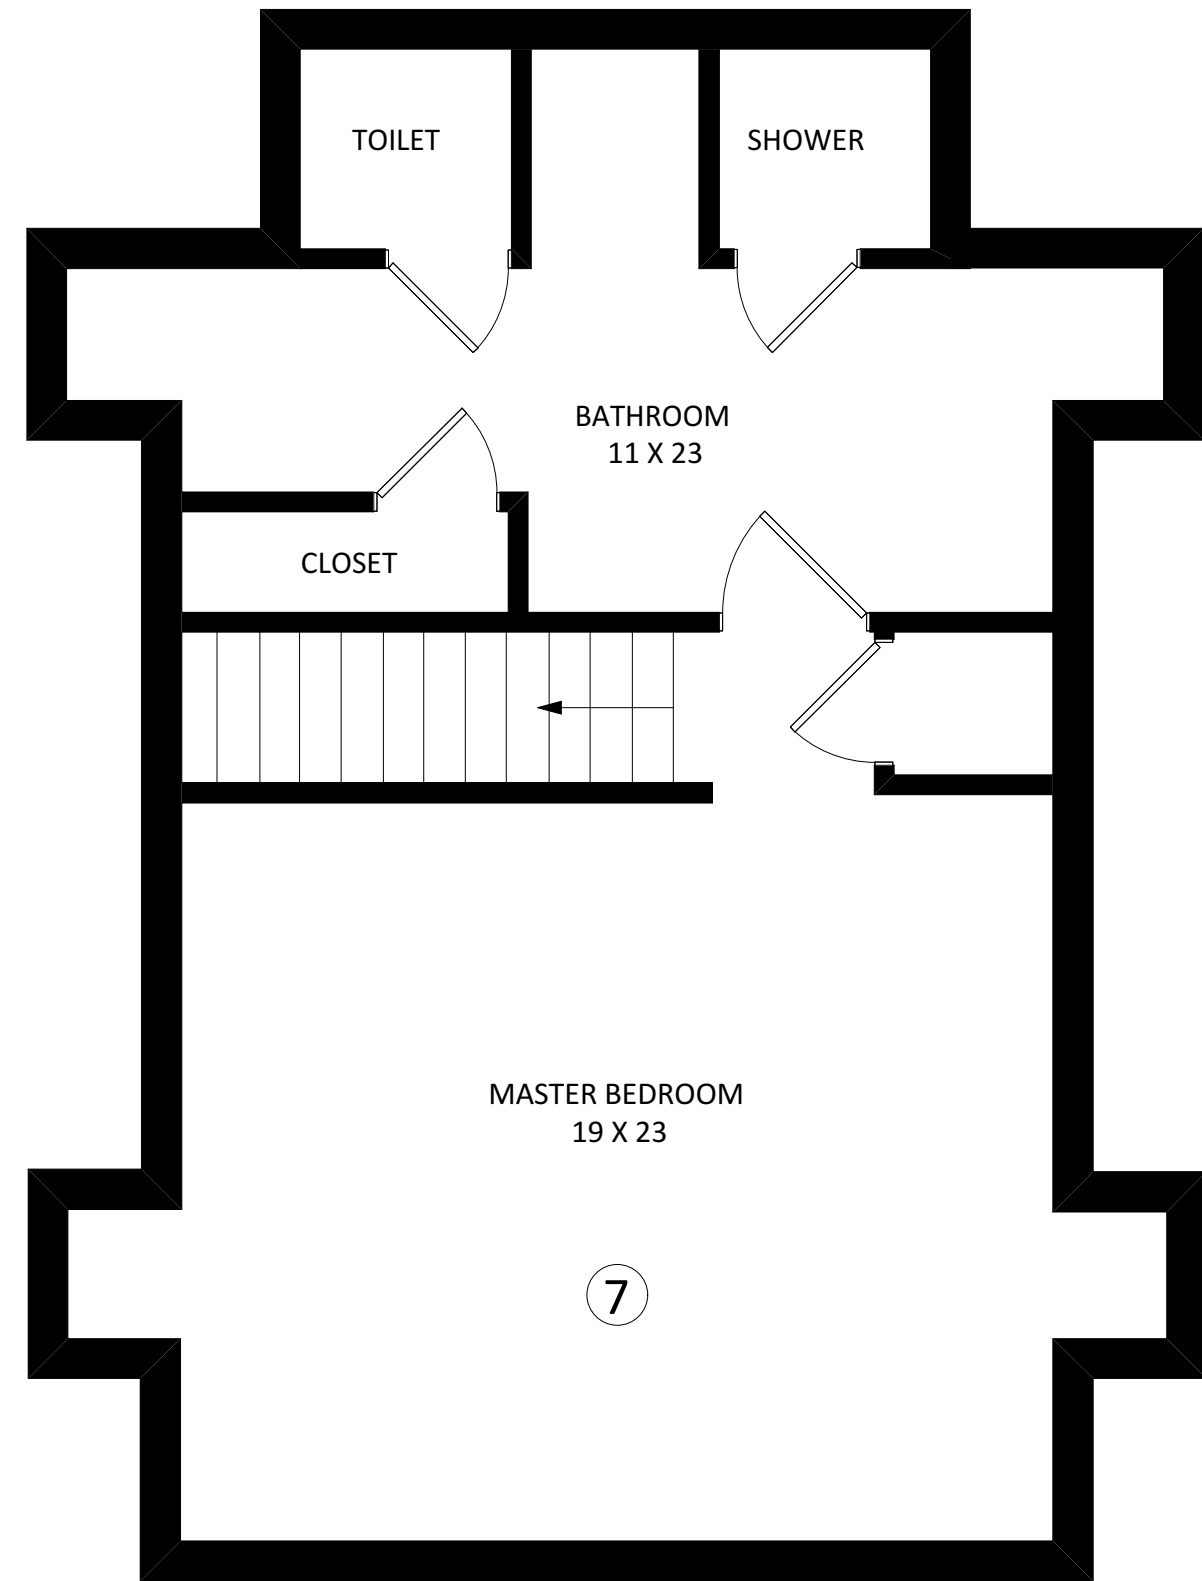 TOILET
SHOWER
BATHROOM
11 X 23
CLOSET
MASTER BEDROOM
19 X 23
7